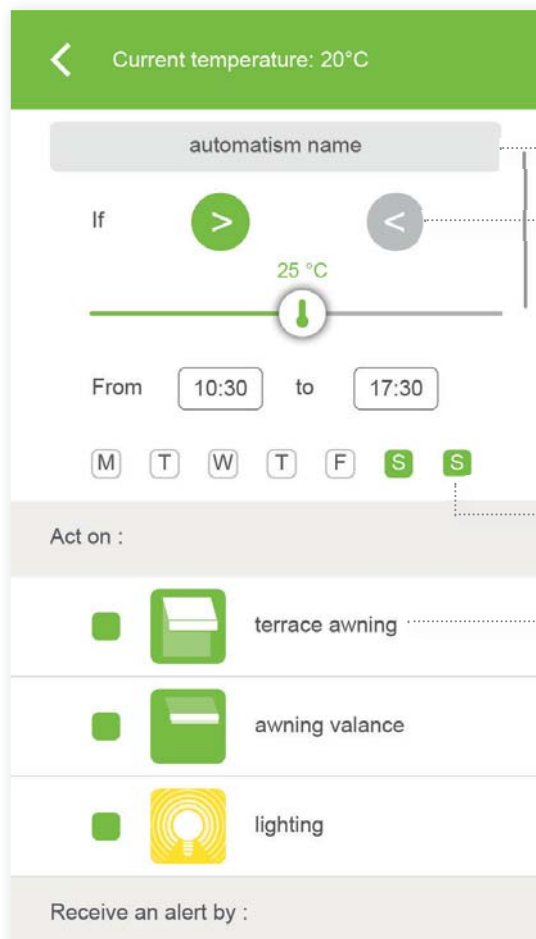 Current temperature: 20°C
automatism name
If > <
25 °C
From 10:30 to 17:30
M T W T F S S
Act on :
terrace awning
awning valance
lighting
Receive an alert by :